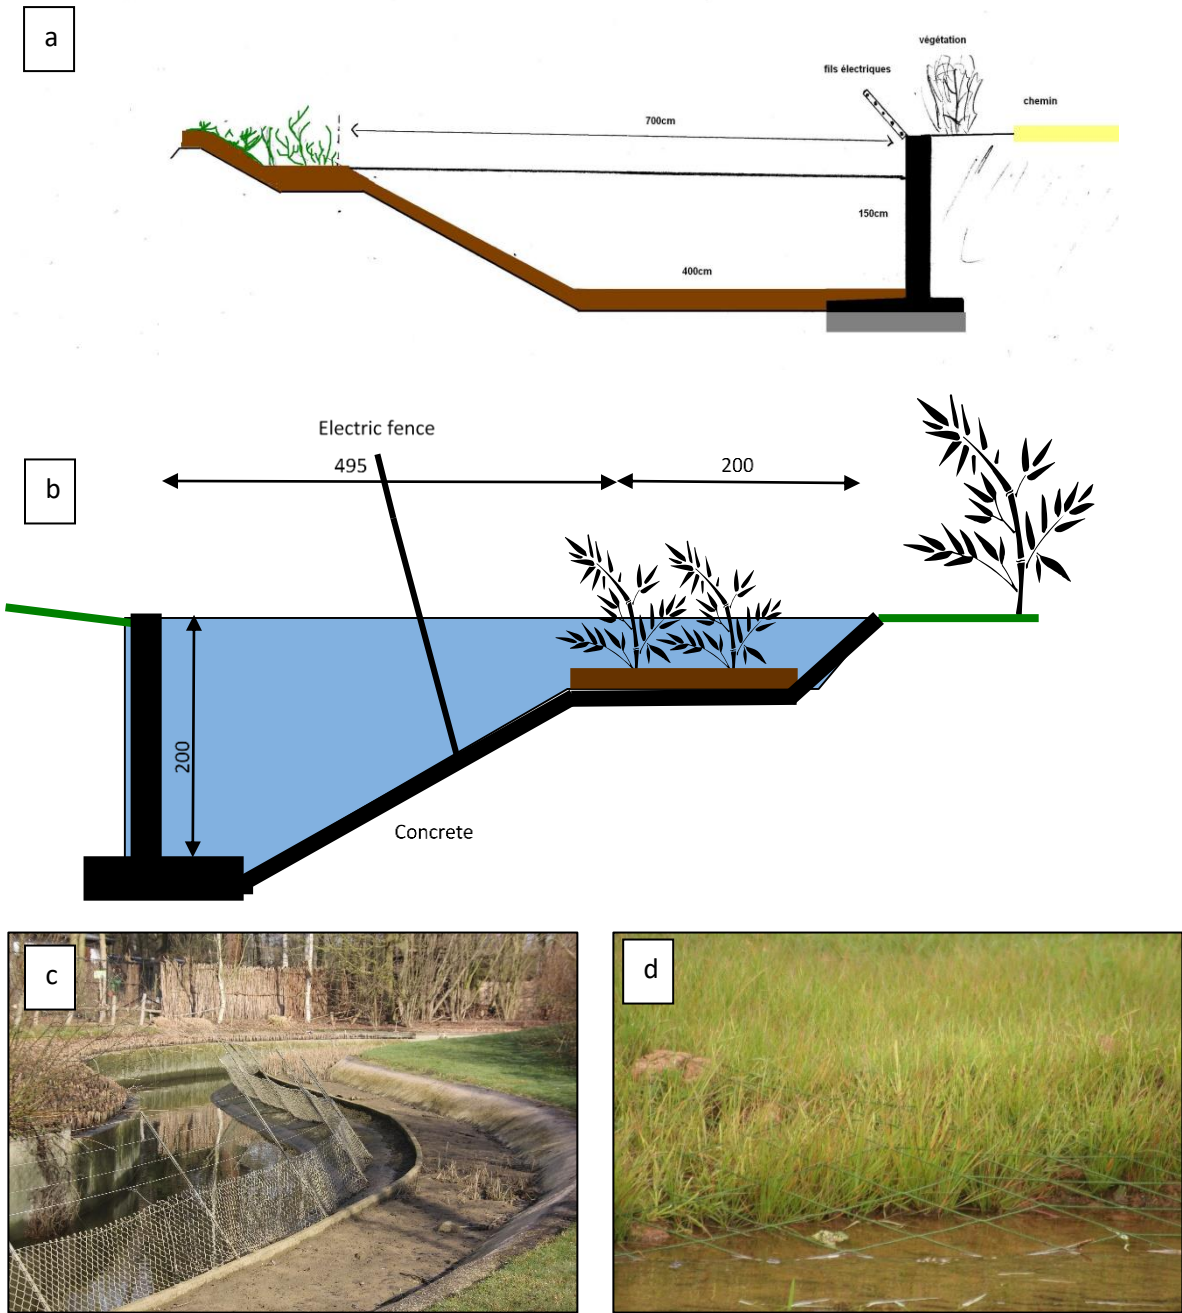 a
végétation
fils électriques
chemin
700cm
150cm
400cm
Electric fence
b
495
200
200
Concrete
c
d